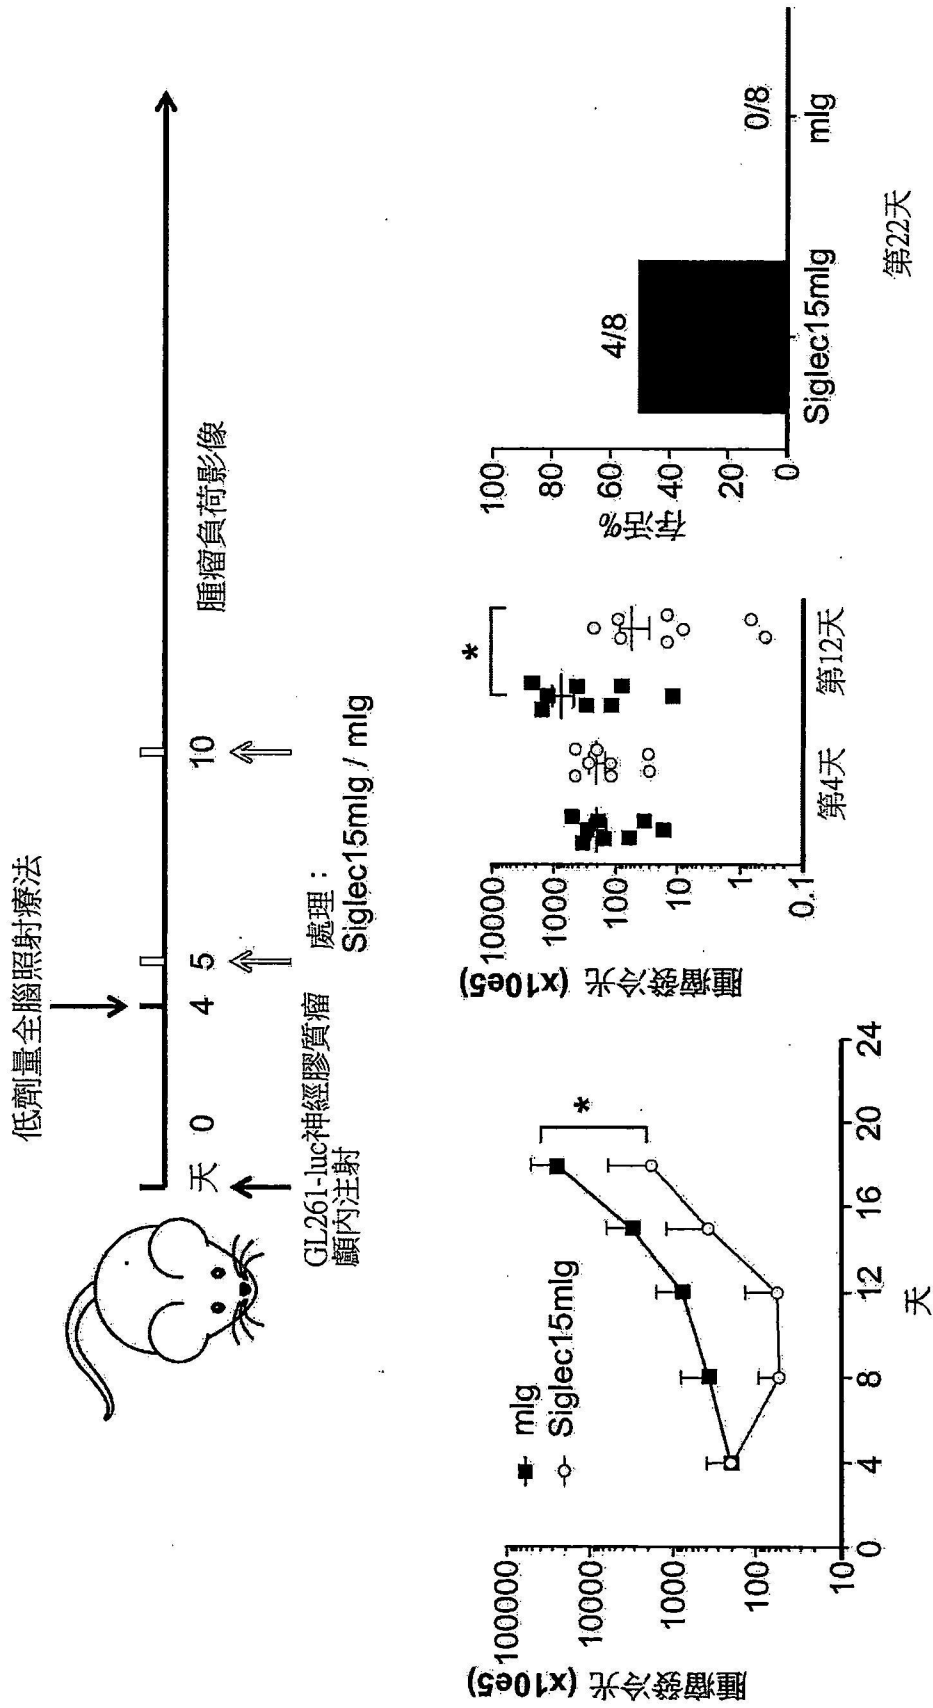 低劑量全腦照射療法
天 0 4 5 10
腫瘤負荷影像
GL261-luc神經膠質瘤
顱內注射
處理：
Siglec15mIg / mIg
腫瘤發冷光 (x10e5)
100000
10000
1000
100
10
mIg
Siglec15mIg
*
0 4 8 12 16 20 24
天
腫瘤發冷光 (x10e5)
10000
1000
100
10
1
0.1
*
第4天 第12天
存活%
100
80
60
40
20
0
4/8
0/8
Siglec15mIg mIg
第22天